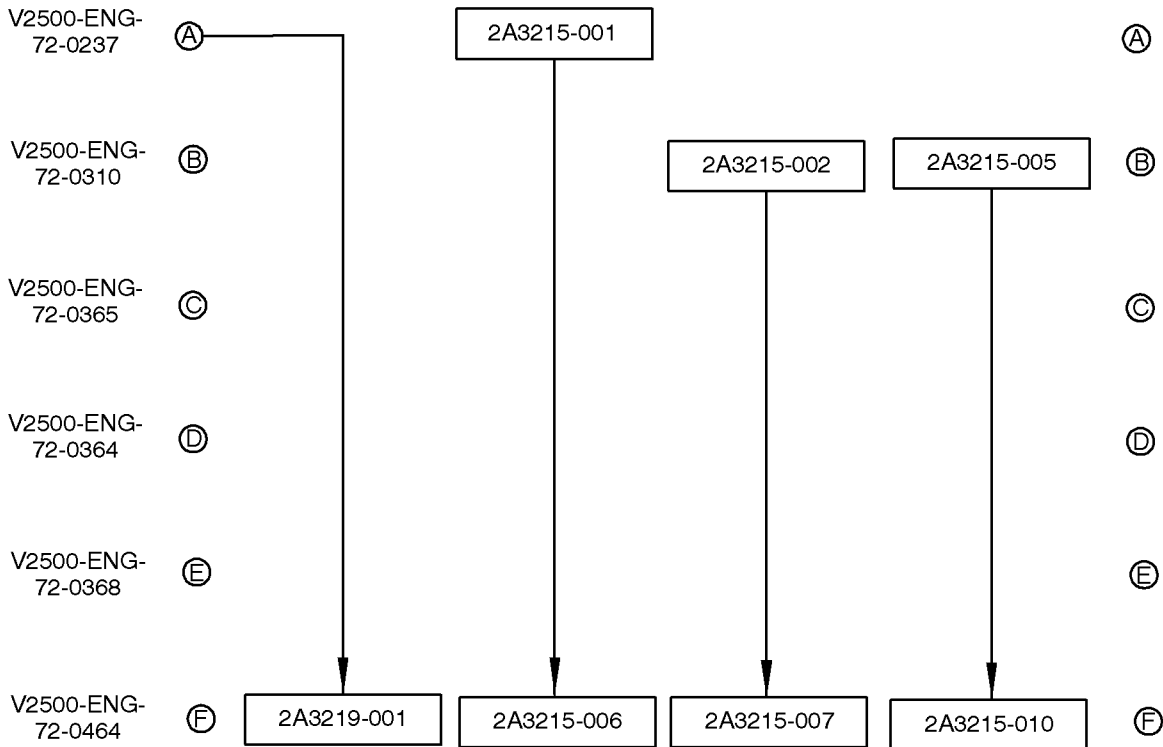 V2500-ENG-
72-0237
A
2A3215-001
A
V2500-ENG-
72-0310
B
2A3215-002
2A3215-005
B
V2500-ENG-
72-0365
C
C
V2500-ENG-
72-0364
D
D
V2500-ENG-
72-0368
E
E
V2500-ENG-
72-0464
F
2A3219-001
2A3215-006
2A3215-007
2A3215-010
F